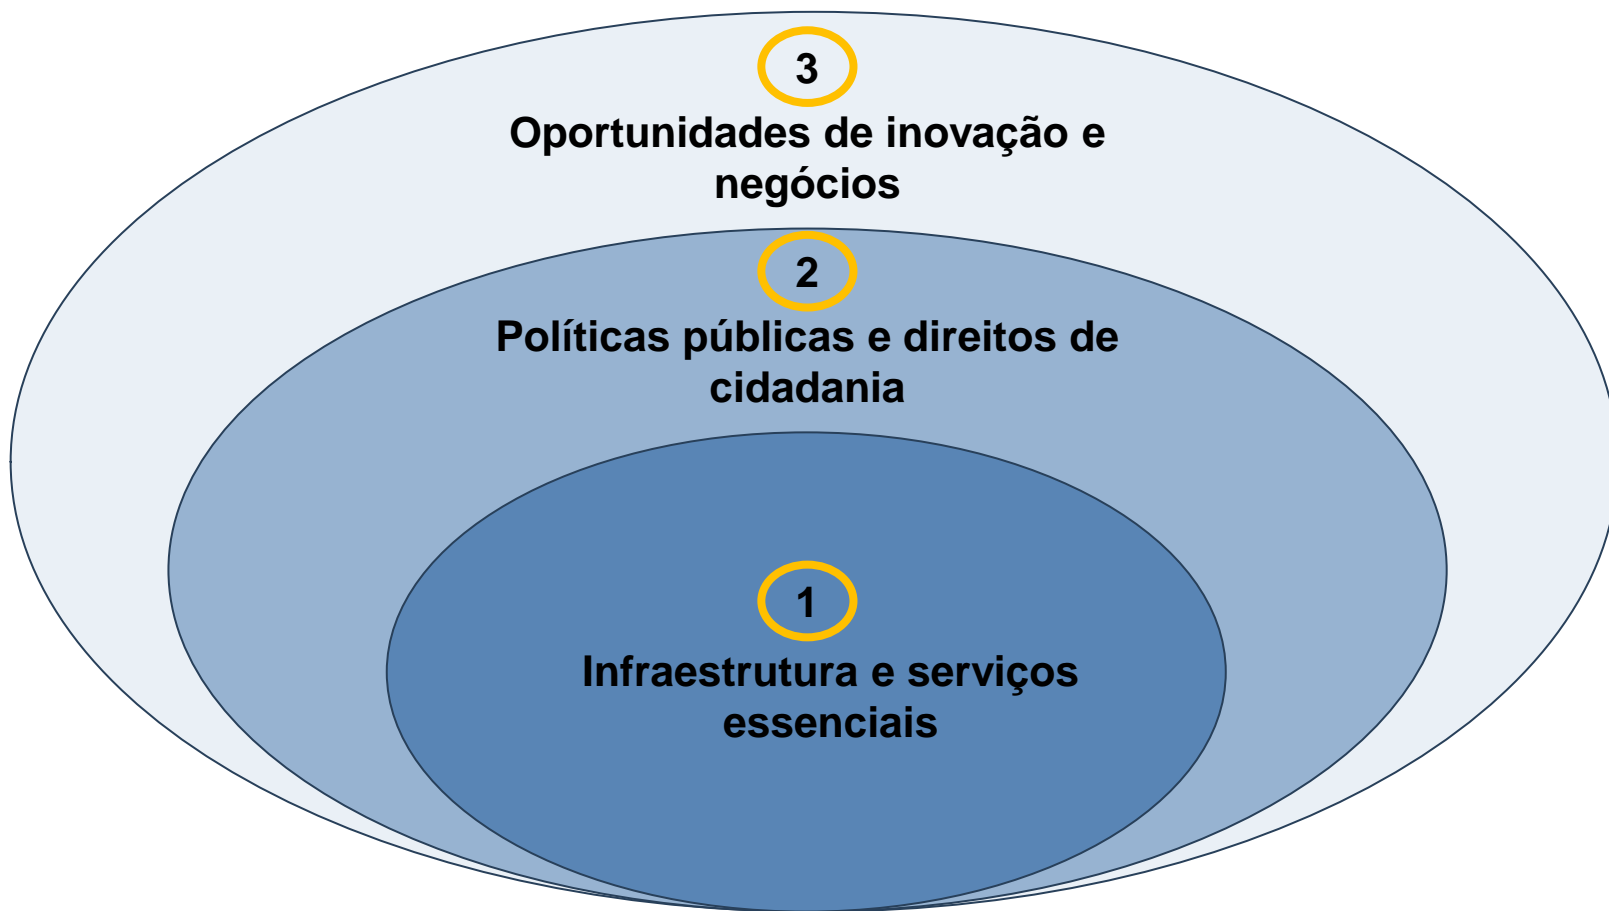 3
Oportunidades de inovação e
negócios
2
Políticas públicas e direitos de
cidadania
1
Infraestrutura e serviços
essenciais